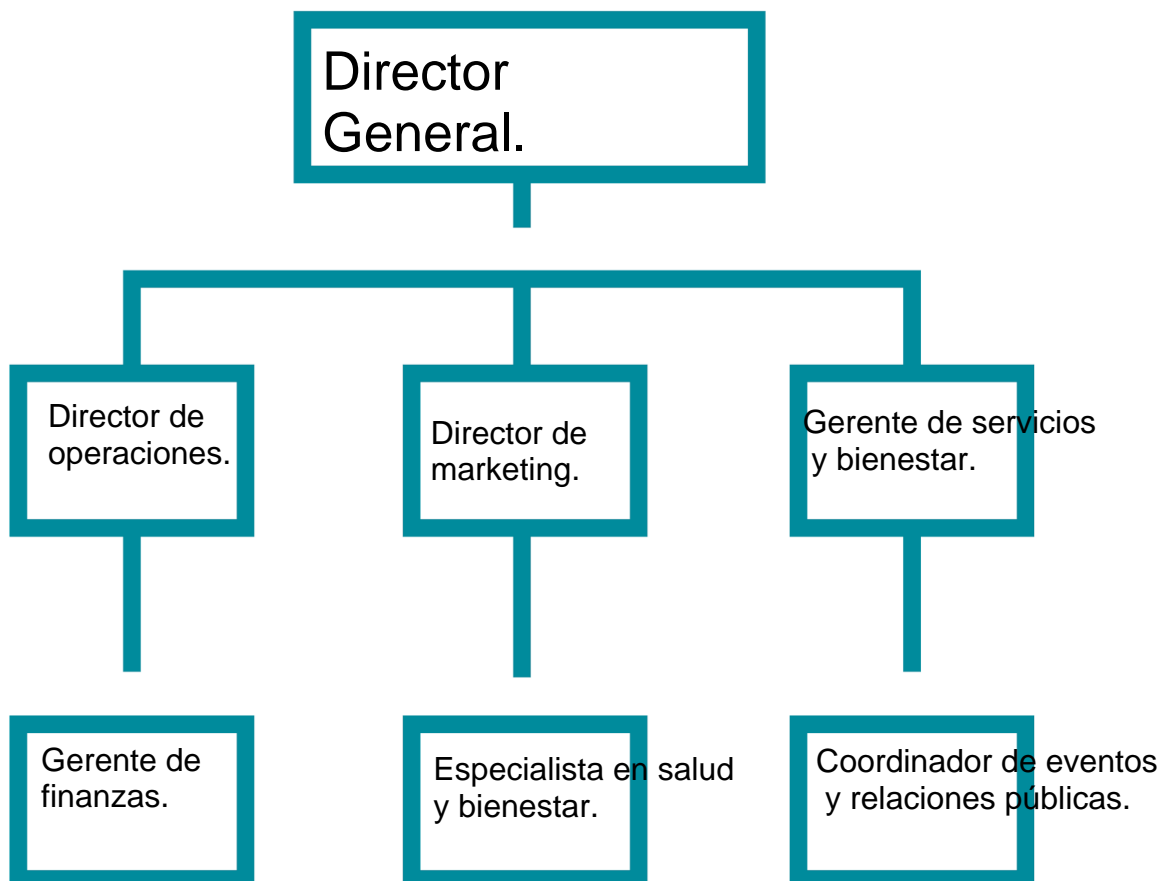 Director
General.
Director de
operaciones.
Director de
marketing.
Gerente de servicios
y bienestar.
Gerente de
finanzas.
Especialista en salud
y bienestar.
Coordinador de eventos
y relaciones públicas.